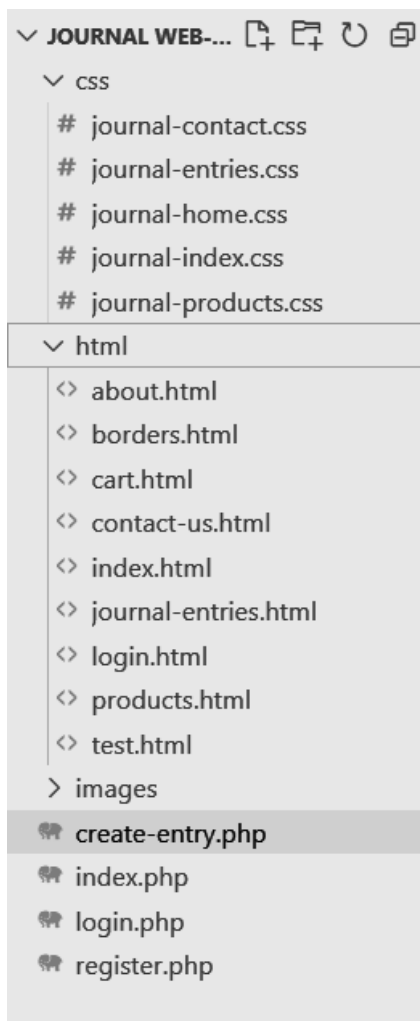 JOURNAL WEB-...
css
# journal-contact.css
# journal-entries.css
# journal-home.css
# journal-index.css
# journal-products.css
html
<> about.html
<> borders.html
<> cart.html
<> contact-us.html
<> index.html
<> journal-entries.html
<> login.html
<> products.html
<> test.html
images
create-entry.php
index.php
login.php
register.php